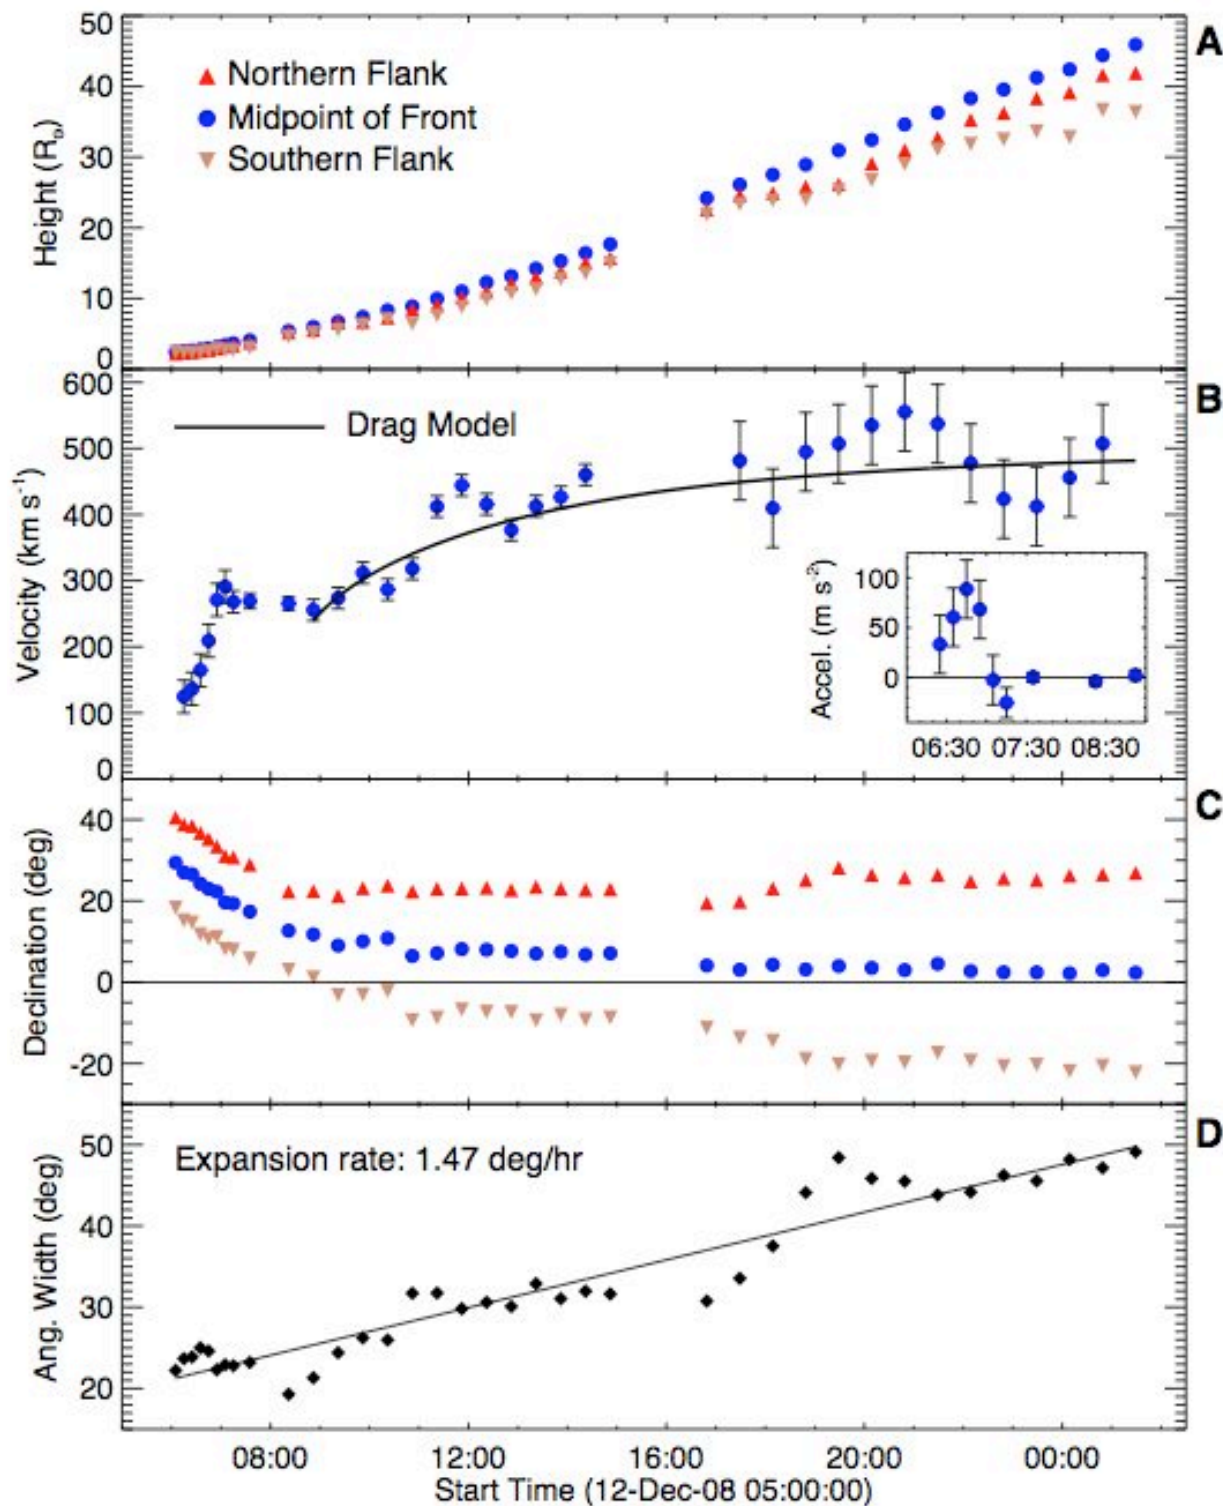 A
50
40
30
20
10
0
Height (R☉)
Northern Flank
Midpoint of Front
Southern Flank
B
600
500
400
300
200
100
0
Velocity (km s⁻¹)
Drag Model
100
50
0
Accel. (m s⁻²)
06:30 07:30 08:30
C
40
20
0
-20
Declination (deg)
D
50
40
30
20
Ang. Width (deg)
Expansion rate: 1.47 deg/hr
08:00 12:00 16:00 20:00 00:00
Start Time (12-Dec-08 05:00:00)